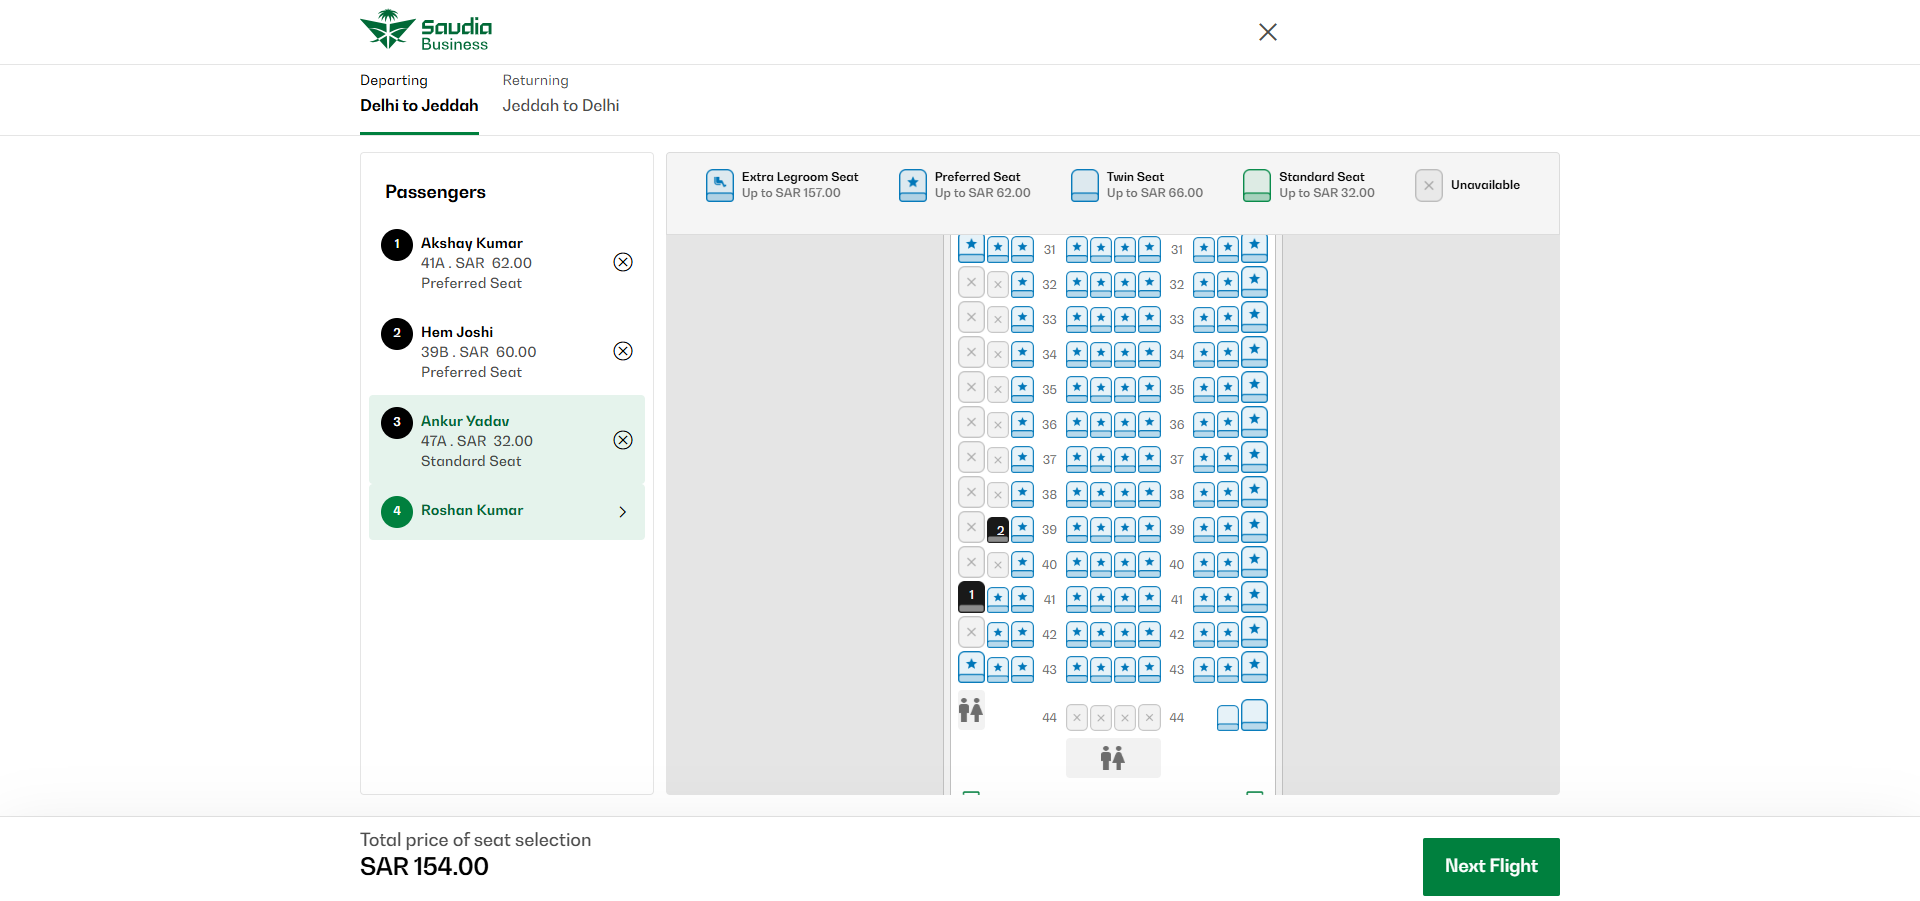 Saudia
Business
Departing
Delhi to Jeddah
Returning
Jeddah to Delhi
Passengers
1
Akshay Kumar
41A . SAR 62.00
Preferred Seat
2
Hem Joshi
39B . SAR 60.00
Preferred Seat
3
Ankur Yadav
47A . SAR 32.00
Standard Seat
4
Roshan Kumar
Extra Legroom Seat
Up to SAR 157.00
Preferred Seat
Up to SAR 62.00
Twin Seat
Up to SAR 66.00
Standard Seat
Up to SAR 32.00
Unavailable
31 31
32 32
33 33
34 34
35 35
36 36
37 37
38 38
2 39 39
40 40
1 41 41
42 42
43 43
44 44
Total price of seat selection
SAR 154.00
Next Flight